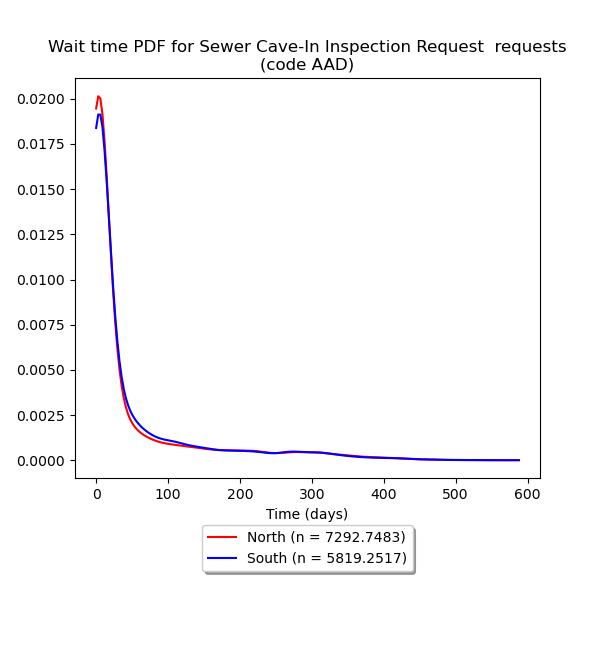 Wait time PDF for Sewer Cave-In Inspection Request  requests
(code AAD)
0.0200
0.0175
0.0150
0.0125
0.0100
0.0075
0.0050
0.0025
0.0000
0 100 200 300 400 500 600
Time (days)
North (n = 7292.7483)
South (n = 5819.2517)